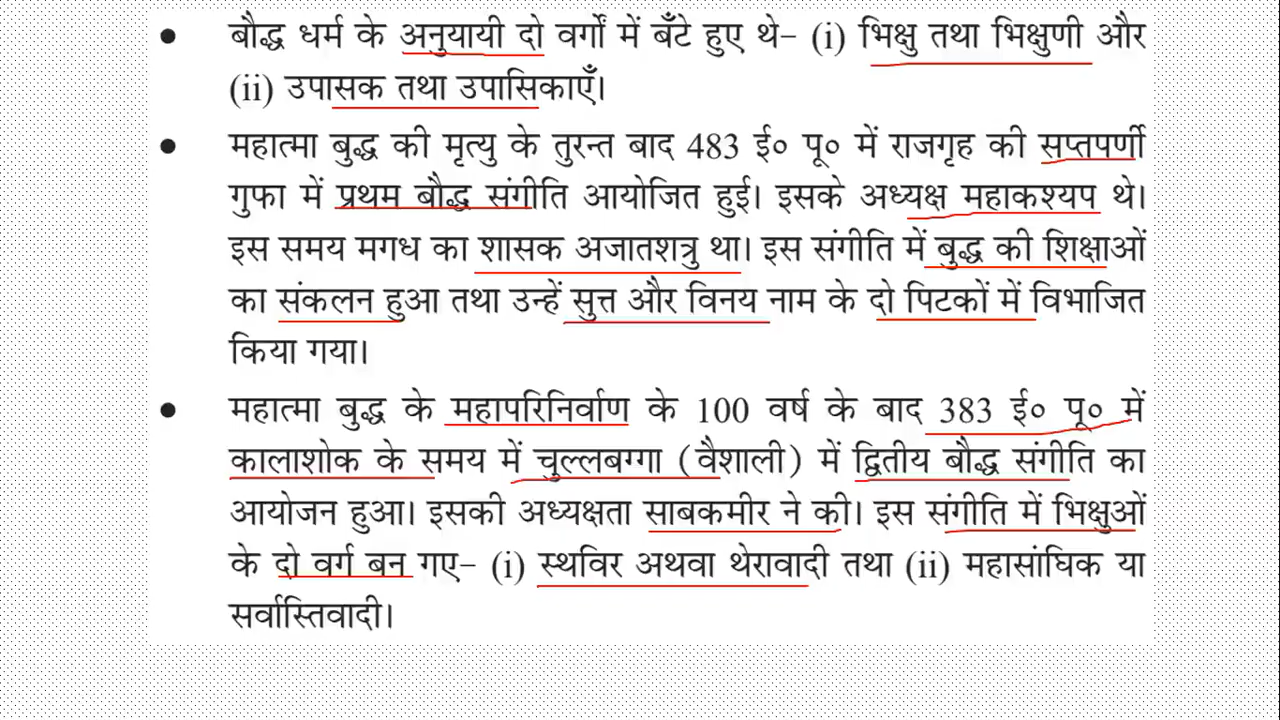 ● बौद्ध धर्म के अनुयायी दो वर्गों में बँटे हुए थे– (i) भिक्षु तथा भिक्षुणी और
(ii) उपासक तथा उपासिकाएँ।
● महात्मा बुद्ध की मृत्यु के तुरन्त बाद 483 ई० पू० में राजगृह की सप्तपर्णी
गुफा में प्रथम बौद्ध संगीति आयोजित हुई। इसके अध्यक्ष महाकश्यप थे।
इस समय मगध का शासक अजातशत्रु था। इस संगीति में बुद्ध की शिक्षाओं
का संकलन हुआ तथा उन्हें सुत्त और विनय नाम के दो पिटकों में विभाजित
किया गया।
● महात्मा बुद्ध के महापरिनिर्वाण के 100 वर्ष के बाद 383 ई० पू० में
कालाशोक के समय में चुल्लबग्गा (वैशाली) में द्वितीय बौद्ध संगीति का
आयोजन हुआ। इसकी अध्यक्षता साबकमीर ने की। इस संगीति में भिक्षुओं
के दो वर्ग बन गए– (i) स्थविर अथवा थेरावादी तथा (ii) महासांघिक या
सर्वास्तिवादी।